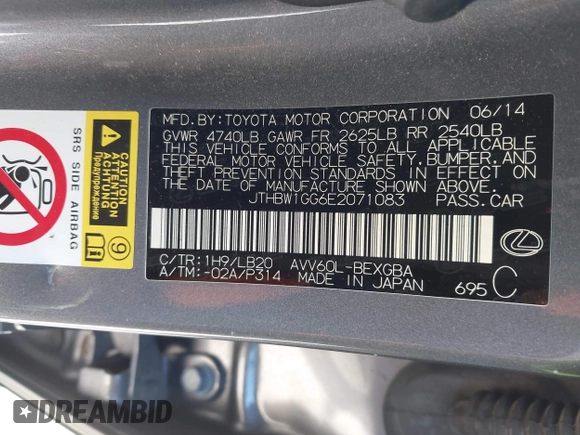 MFD.BY:TOYOTA MOTOR CORPORATION 06/14
GVWR 4740LB GAWR FR 2625LB RR 2540LB
THIS VEHICLE CONFORMS TO ALL APPLICABLE
FEDERAL MOTOR VEHICLE SAFETY, BUMPER, AND
THEFT PREVENTION STANDARDS IN EFFECT ON
THE DATE OF MANUFACTURE SHOWN ABOVE.
JTHBW1GG6E2071083 PASS.CAR
C/TR:1H9/LB20 AVV60L-BEXGBA
A/TM:-02A/P314 MADE IN JAPAN 695 C
SRS SIDE AIRBAG
CAUTION
ATTENTION
ACHTUNG
Предупреждение
9
DREAMBID